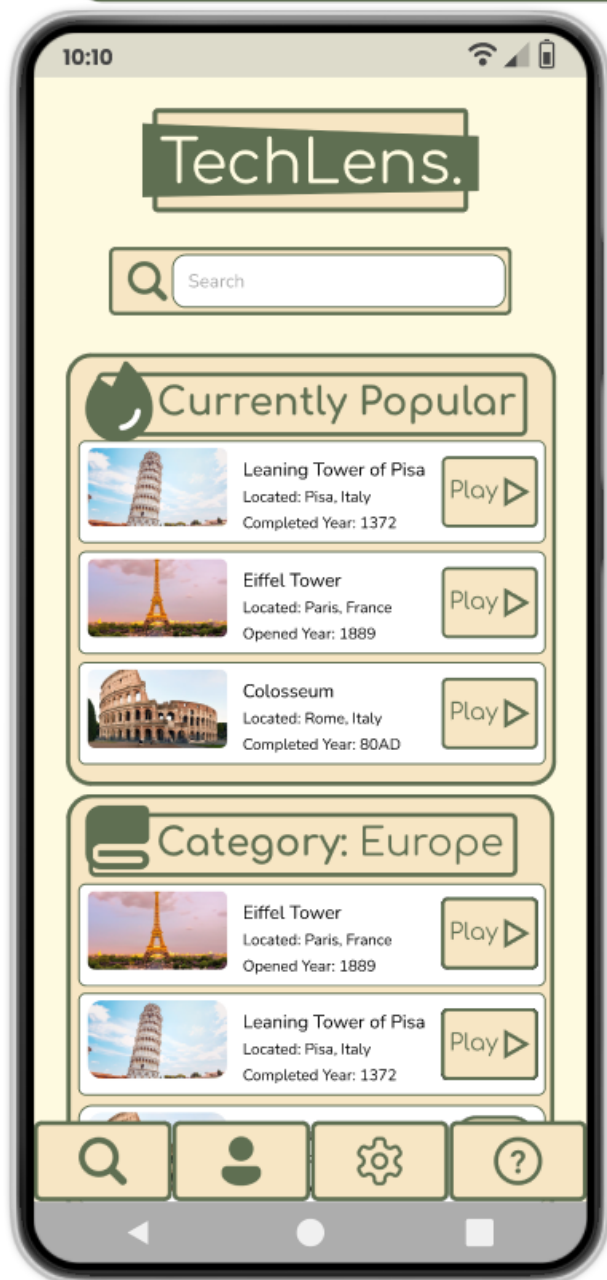 10:10
TechLens.
Search
Currently Popular
Leaning Tower of Pisa
Located: Pisa, Italy
Completed Year: 1372
Play
Eiffel Tower
Located: Paris, France
Opened Year: 1889
Play
Colosseum
Located: Rome, Italy
Completed Year: 80AD
Play
Category: Europe
Eiffel Tower
Located: Paris, France
Opened Year: 1889
Play
Leaning Tower of Pisa
Located: Pisa, Italy
Completed Year: 1372
Play
?